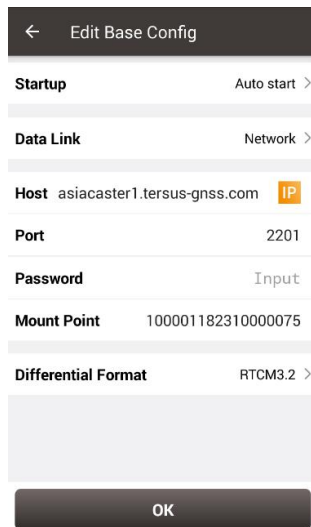 Edit Base Config
Startup Auto start
Data Link Network
Host asiacaster1.tersus-gnss.com IP
Port 2201
Password Input
Mount Point 100001182310000075
Differential Format RTCM3.2
OK